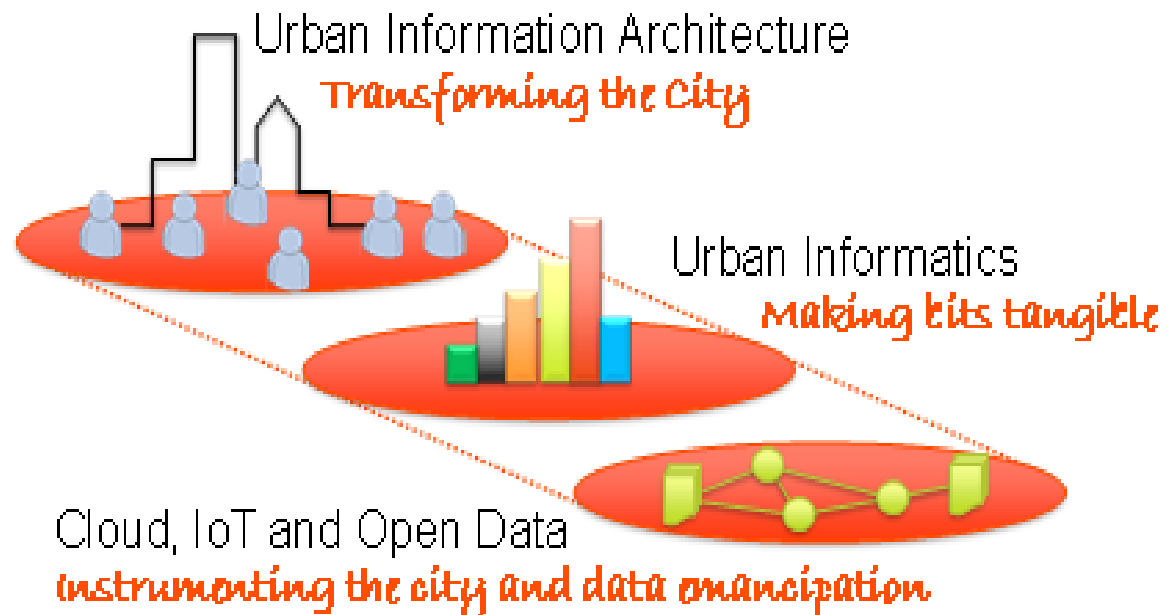 Urban Information Architecture
Transforming the City
Urban Informatics
Making bits tangible
Cloud, IoT and Open Data
Instrumenting the city and data emancipation